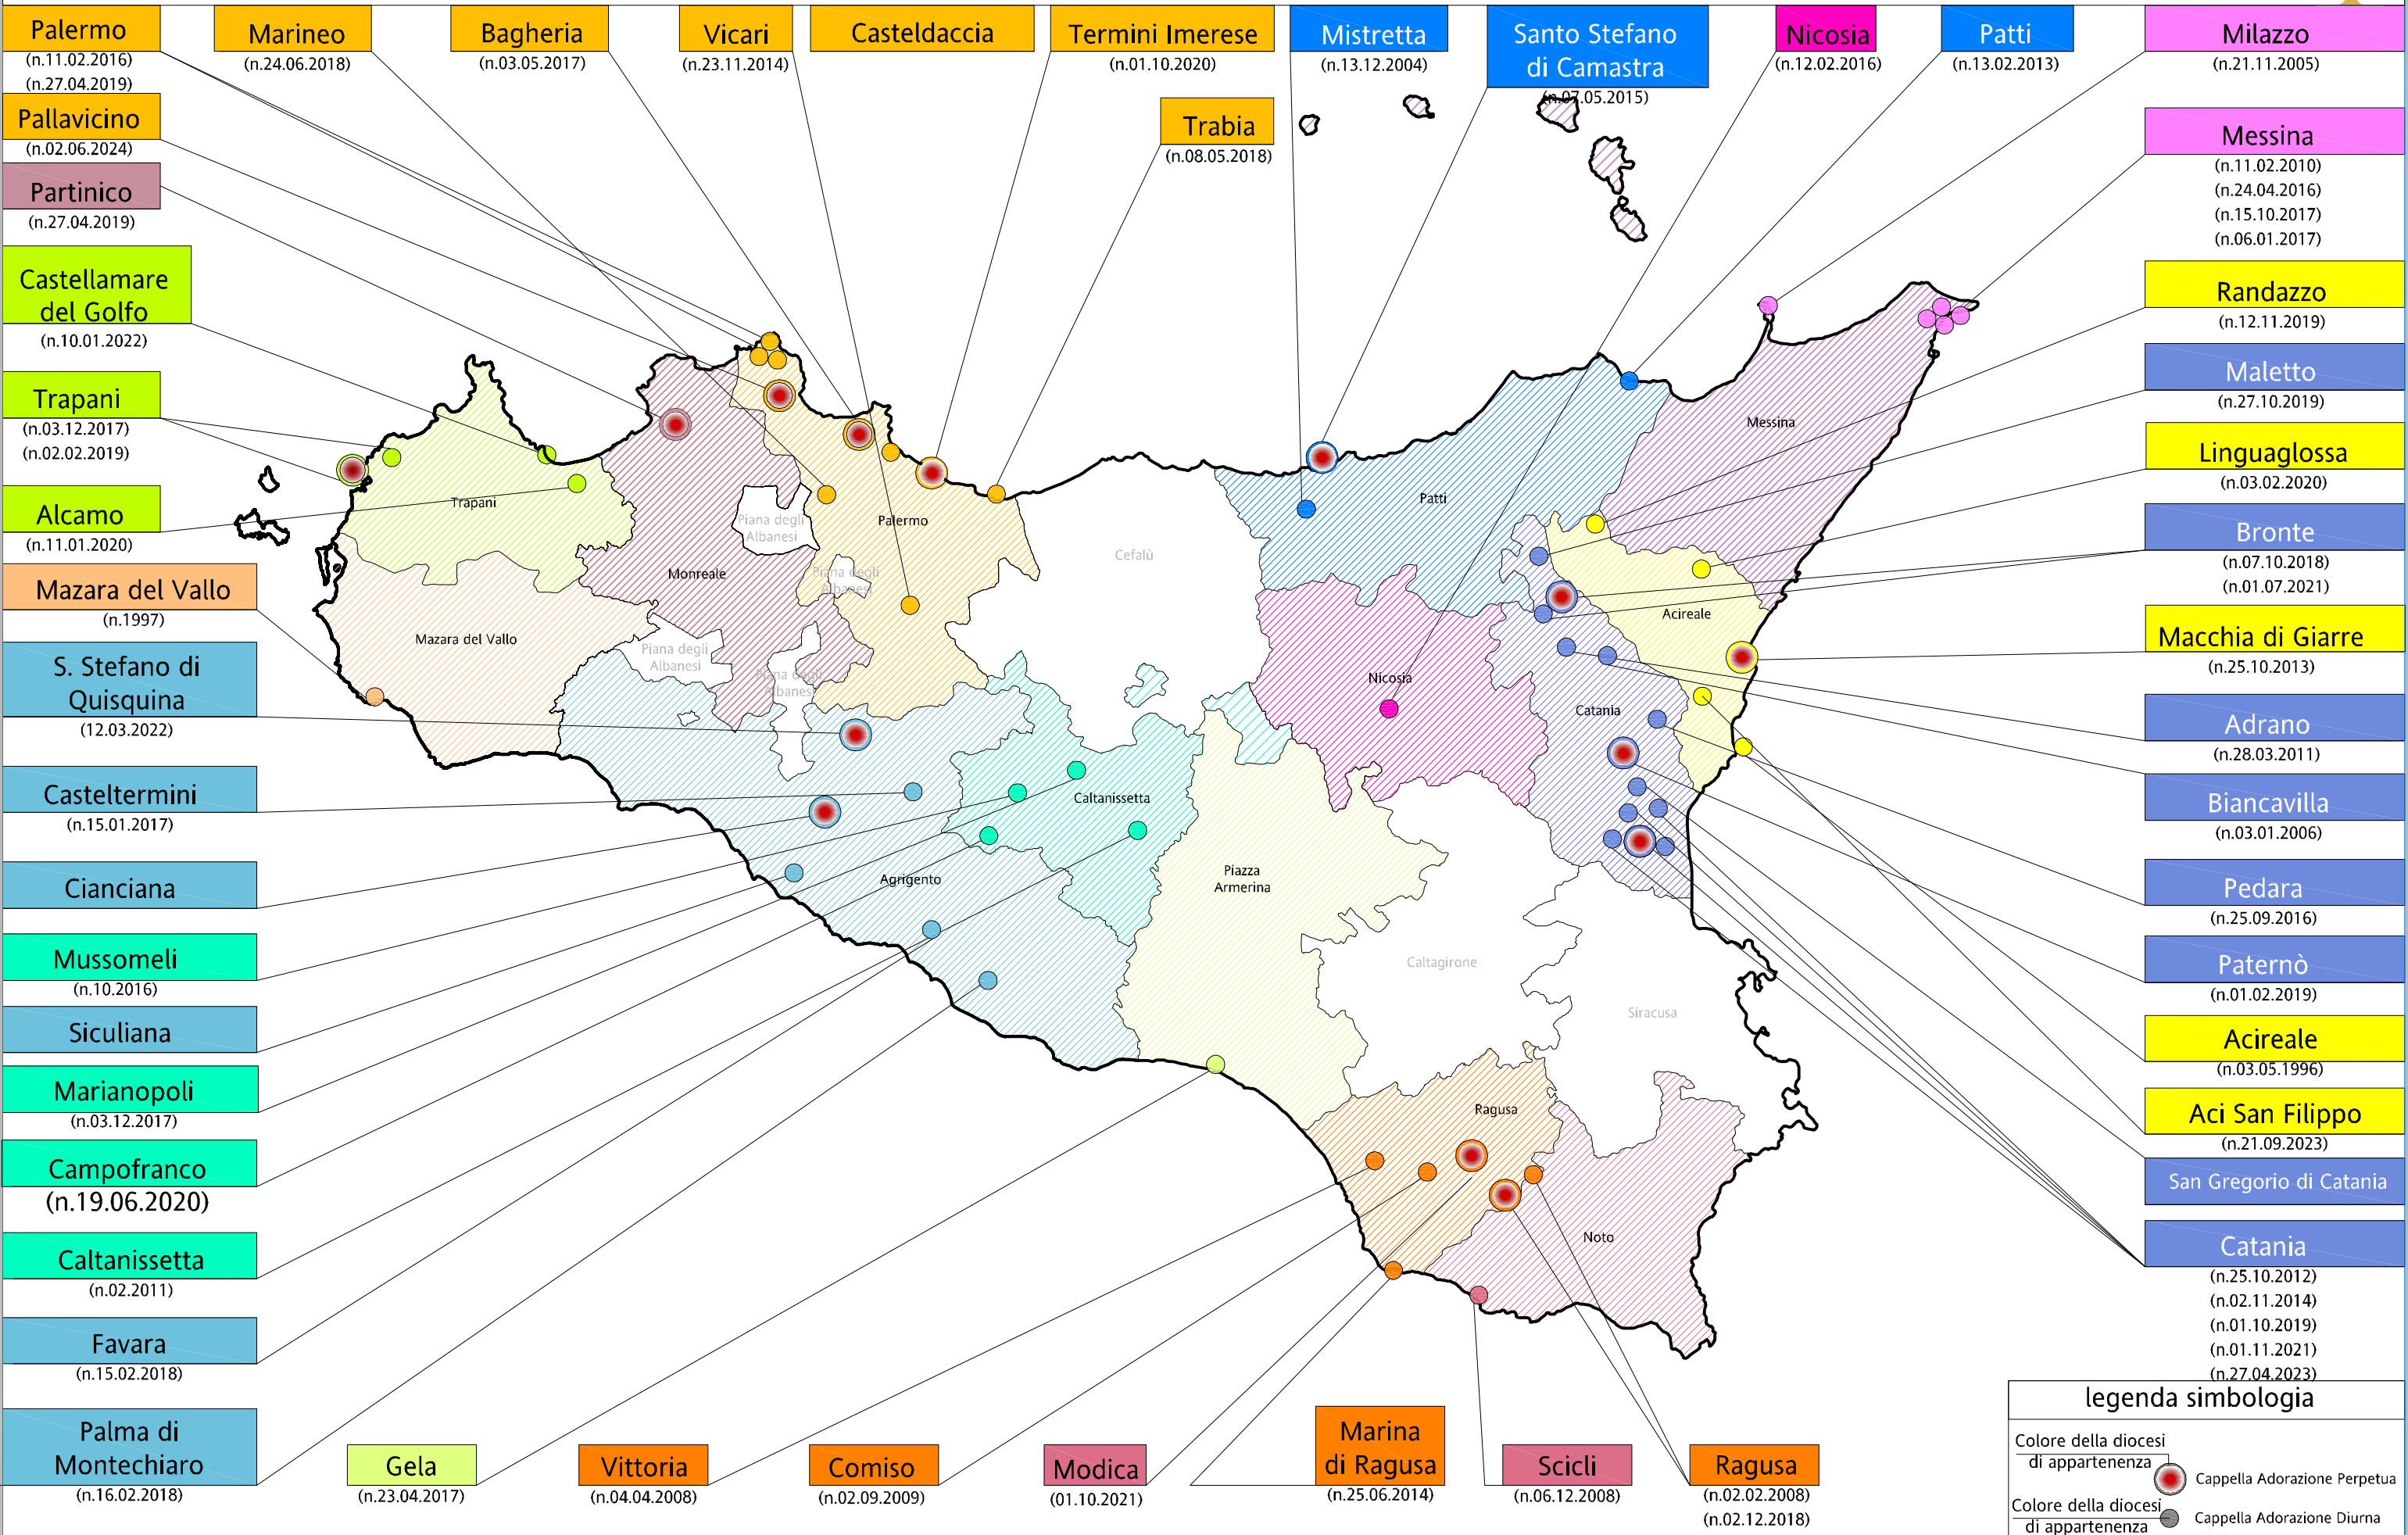 Palermo
(n.11.02.2016)
(n.27.04.2019)
Marineo
(n.24.06.2018)
Bagheria
(n.03.05.2017)
Vicari
(n.23.11.2014)
Casteldaccia
Termini Imerese
(n.01.10.2020)
Mistretta
(n.13.12.2004)
Santo Stefano
di Camastra
(n.07.05.2015)
Nicosia
(n.12.02.2016)
Patti
(n.13.02.2013)
Milazzo
(n.21.11.2005)
Pallavicino
(n.02.06.2024)
Trabia
(n.08.05.2018)
Messina
(n.11.02.2010)
(n.24.04.2016)
(n.15.10.2017)
(n.06.01.2017)
Partinico
(n.27.04.2019)
Castellamare
del Golfo
(n.10.01.2022)
Trapani
(n.03.12.2017)
(n.02.02.2019)
Alcamo
(n.11.01.2020)
Mazara del Vallo
(n.1997)
S. Stefano di
Quisquina
(12.03.2022)
Casteltermini
(n.15.01.2017)
Cianciana
Mussomeli
(n.10.2016)
Siculiana
Marianopoli
(n.03.12.2017)
Campofranco
(n.19.06.2020)
Caltanissetta
(n.02.2011)
Favara
(n.15.02.2018)
Palma di
Montechiaro
(n.16.02.2018)
Trapani
Mazara del Vallo
Monreale
Piana degli
Albanesi
Palermo
Piana degli
Albanesi
Piana degli
Albanesi
Piana degli
Albanesi
Cefalù
Patti
Messina
Acireale
Nicosia
Catania
Caltanissetta
Agrigento
Piazza
Armerina
Caltagirone
Siracusa
Ragusa
Noto
Randazzo
(n.12.11.2019)
Maletto
(n.27.10.2019)
Linguaglossa
(n.03.02.2020)
Bronte
(n.07.10.2018)
(n.01.07.2021)
Macchia di Giarre
(n.25.10.2013)
Adrano
(n.28.03.2011)
Biancavilla
(n.03.01.2006)
Pedara
(n.25.09.2016)
Paternò
(n.01.02.2019)
Acireale
(n.03.05.1996)
Aci San Filippo
(n.21.09.2023)
San Gregorio di Catania
Catania
(n.25.10.2012)
(n.02.11.2014)
(n.01.10.2019)
(n.01.11.2021)
(n.27.04.2023)
Gela
(n.23.04.2017)
Vittoria
(n.04.04.2008)
Comiso
(n.02.09.2009)
Modica
(01.10.2021)
Marina
di Ragusa
(n.25.06.2014)
Scicli
(n.06.12.2008)
Ragusa
(n.02.02.2008)
(n.02.12.2018)
legenda simbologia
Colore della diocesi
di appartenenza
Cappella Adorazione Perpetua
Colore della diocesi
di appartenenza
Cappella Adorazione Diurna